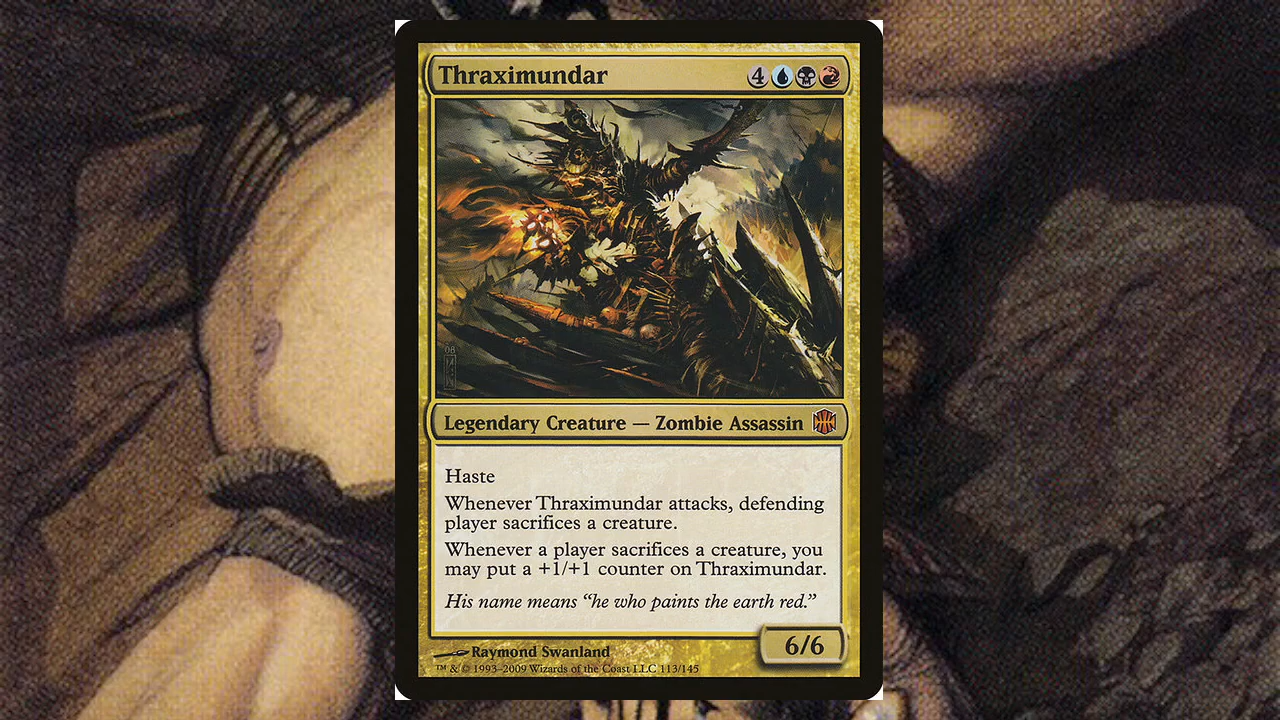 Thraximundar 4
08
Legendary Creature — Zombie Assassin
Haste
Whenever Thraximundar attacks, defending
player sacrifices a creature.
Whenever a player sacrifices a creature, you
may put a +1/+1 counter on Thraximundar.
His name means “he who paints the earth red.”
6/6
Raymond Swanland
™ & © 1993–2009 Wizards of the Coast LLC 113/145